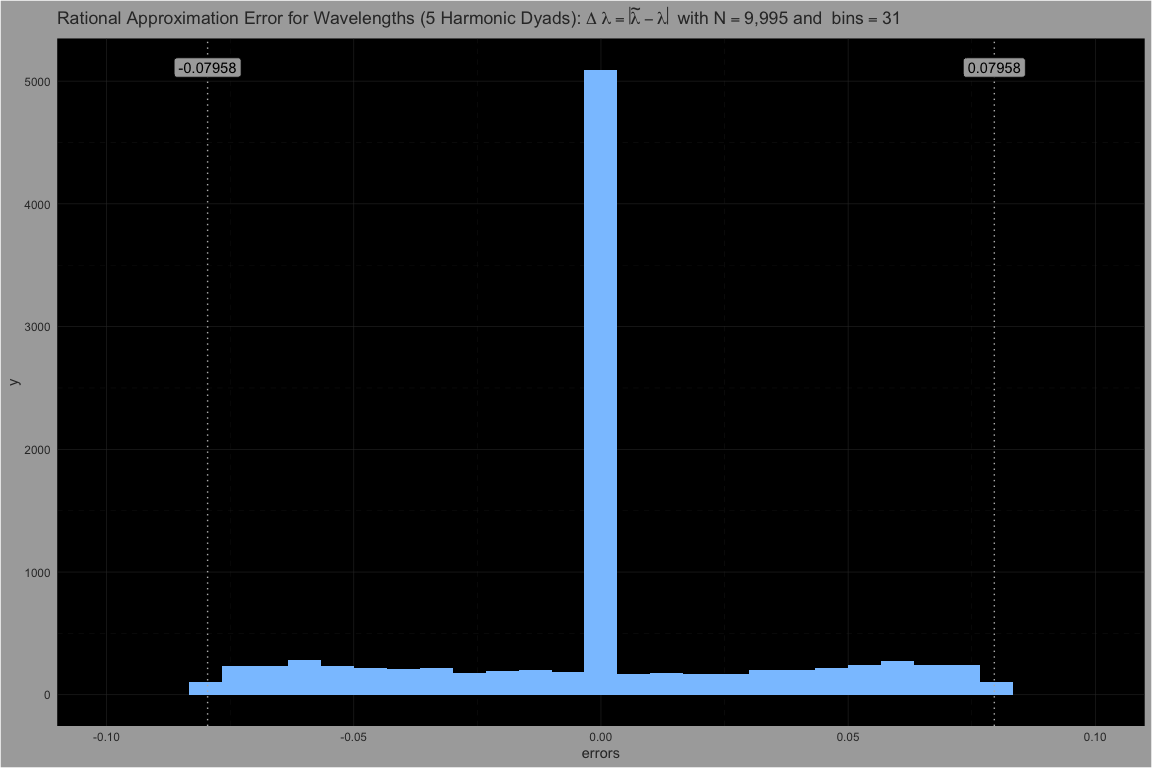 Rational Approximation Error for Wavelengths (5 Harmonic Dyads): Δ λ = |λ̃ − λ| with N = 9,995 and bins = 31
-0.07958 0.07958
5000
4000
3000
2000
1000
0
y
-0.10 -0.05 0.00 0.05 0.10
errors